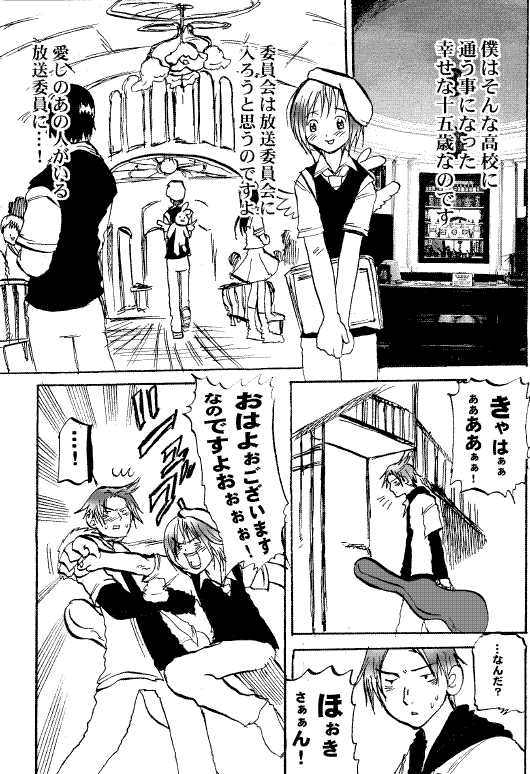 僕はそんな高校に
通う事になった
幸せな十五歳なのです
委員会は放送委員会に
入ろうと思うのですよ
愛しのあの人がいる
放送委員に…！
きゃはぁぁ
ぁぁああぁぁ！
…なんだ？
ほぉき
さぁぁん！
おはよぉございます
なのですよおぉぉぉぉ！
…！